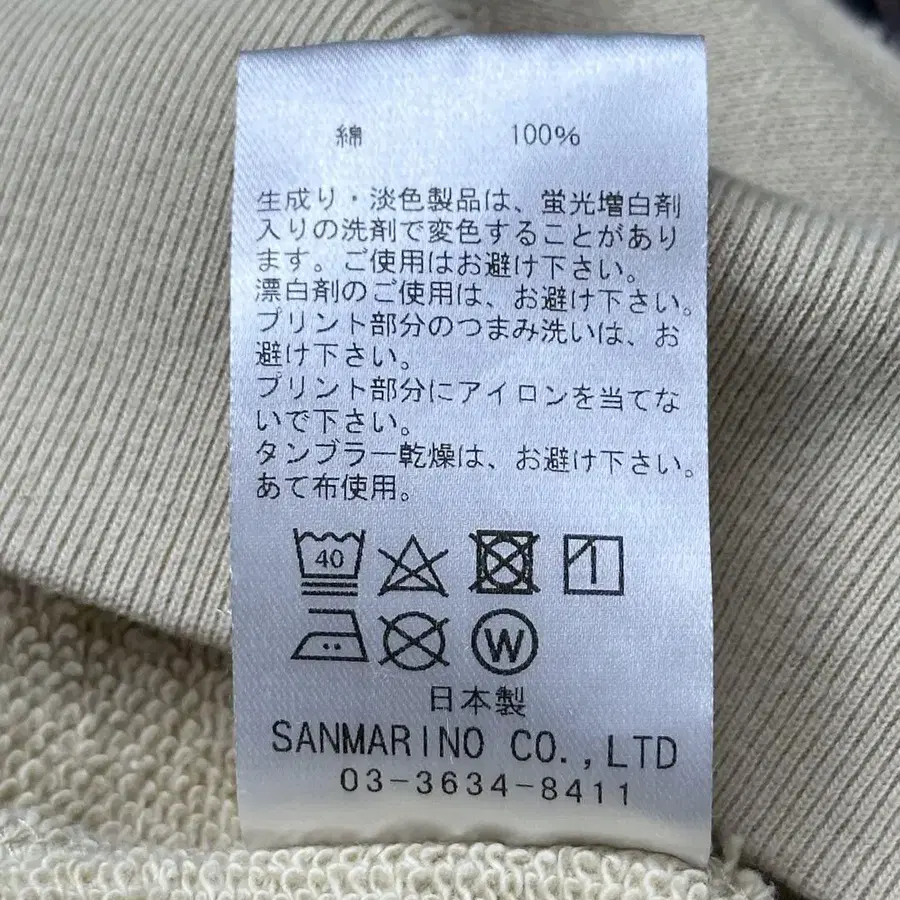 綿 100%
生成り・淡色製品は、蛍光増白剤
入りの洗剤で変色することがあり
ます。ご使用はお避け下さい。
漂白剤のご使用は、お避け下さい。
プリント部分のつまみ洗いは、お
避け下さい。
プリント部分にアイロンを当てな
いで下さい。
タンブラー乾燥は、お避け下さい。
あて布使用。
40
W
日本製
SANMARINO CO.,LTD
03-3634-8411